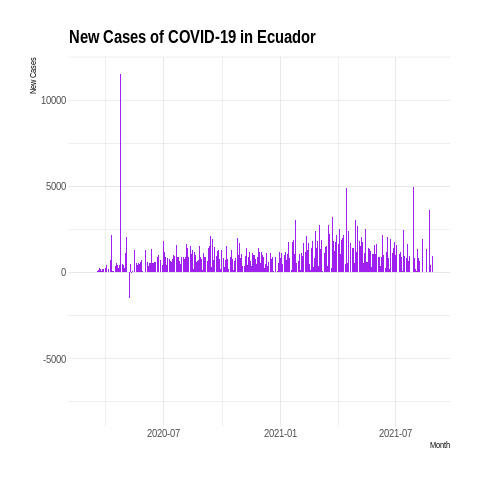 New Cases of COVID-19 in Ecuador
New Cases
10000
5000
0
-5000
2020-07
2021-01
2021-07
Month